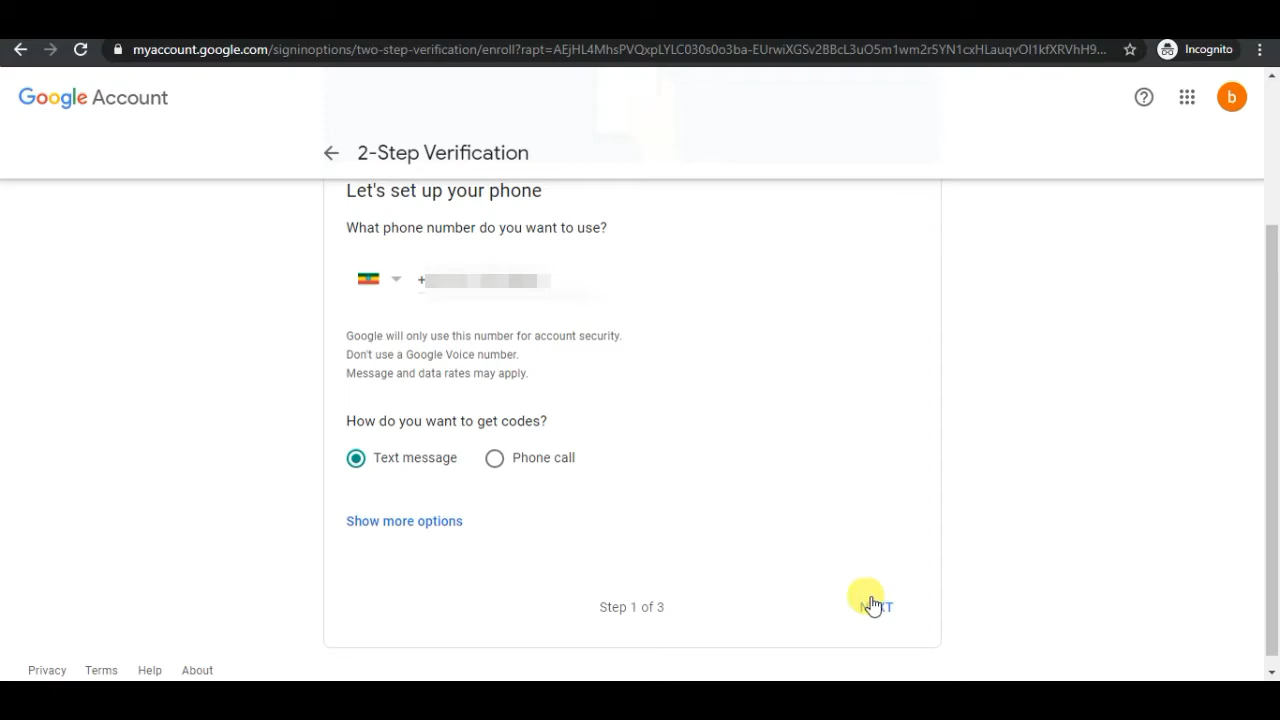 myaccount.google.com/signinoptions/two-step-verification/enroll?rapt=AEjHL4MhsPVQxpLYLC030s0o3ba-EUrwiXGSv2BBcL3uO5m1wm2r5YN1cxHLauqvOl1kfXRVhH9...
Incognito
Google Account
b
2-Step Verification
Let's set up your phone
What phone number do you want to use?
+
Google will only use this number for account security.
Don't use a Google Voice number.
Message and data rates may apply.
How do you want to get codes?
Text message
Phone call
Show more options
Step 1 of 3
NEXT
Privacy Terms Help About